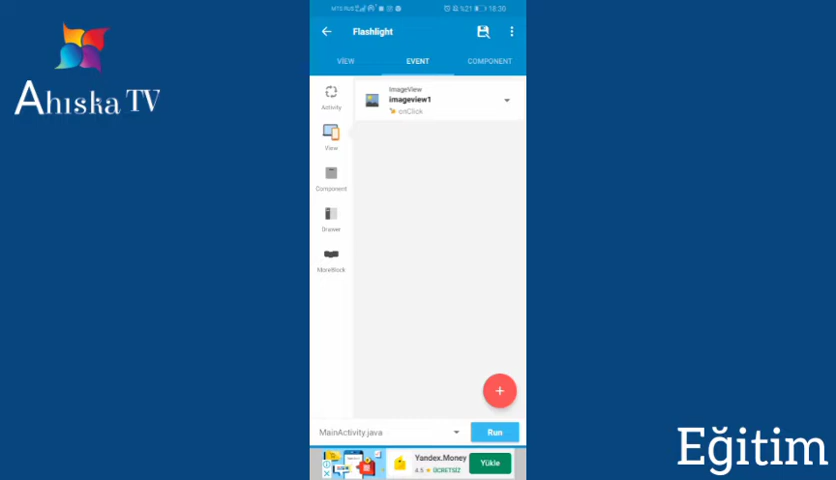 Ahıska TV
MTS RUS
%21
18:30
Flashlight
VIEW
EVENT
COMPONENT
Activity
View
Component
Drawer
MoreBlock
ImageView
imageview1
onClick
+
MainActivity.java
Run
Yandex.Money
4.5 ★ ÜCRETSİZ
Yükle
Eğitim